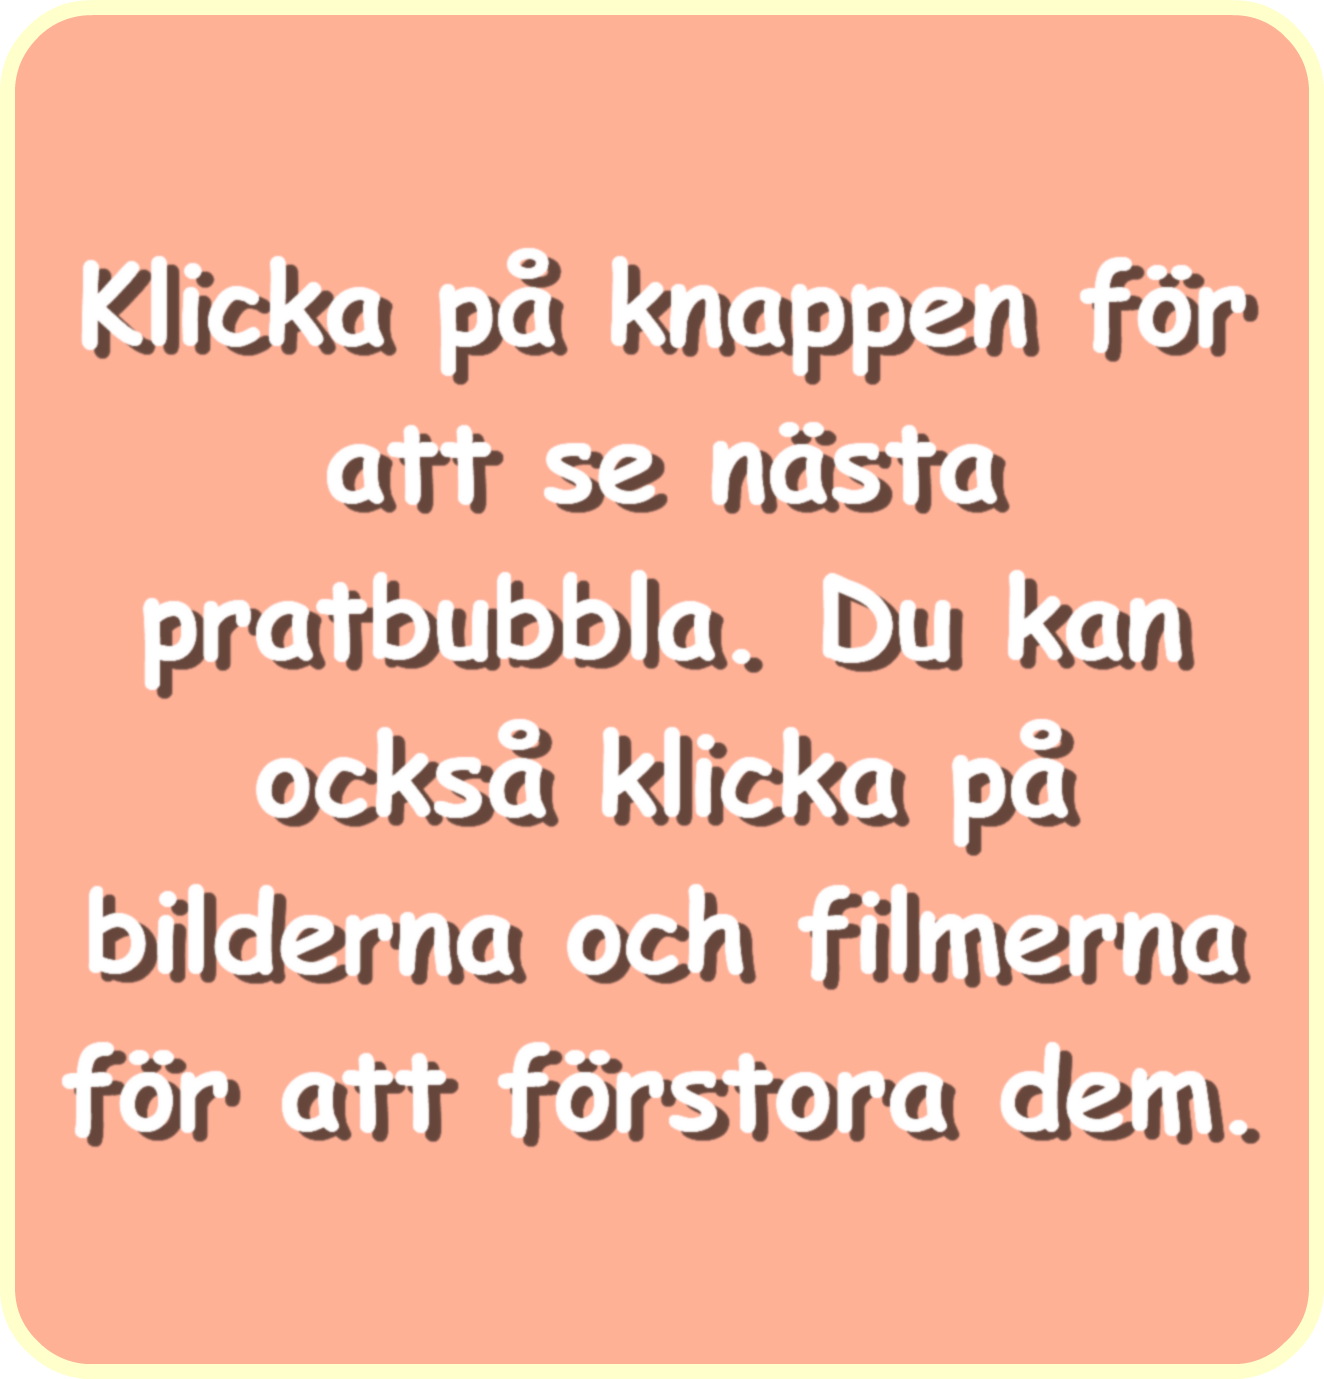 Klicka på knappen för
att se nästa
pratbubbla. Du kan
också klicka på
bilderna och filmerna
för att förstora dem.